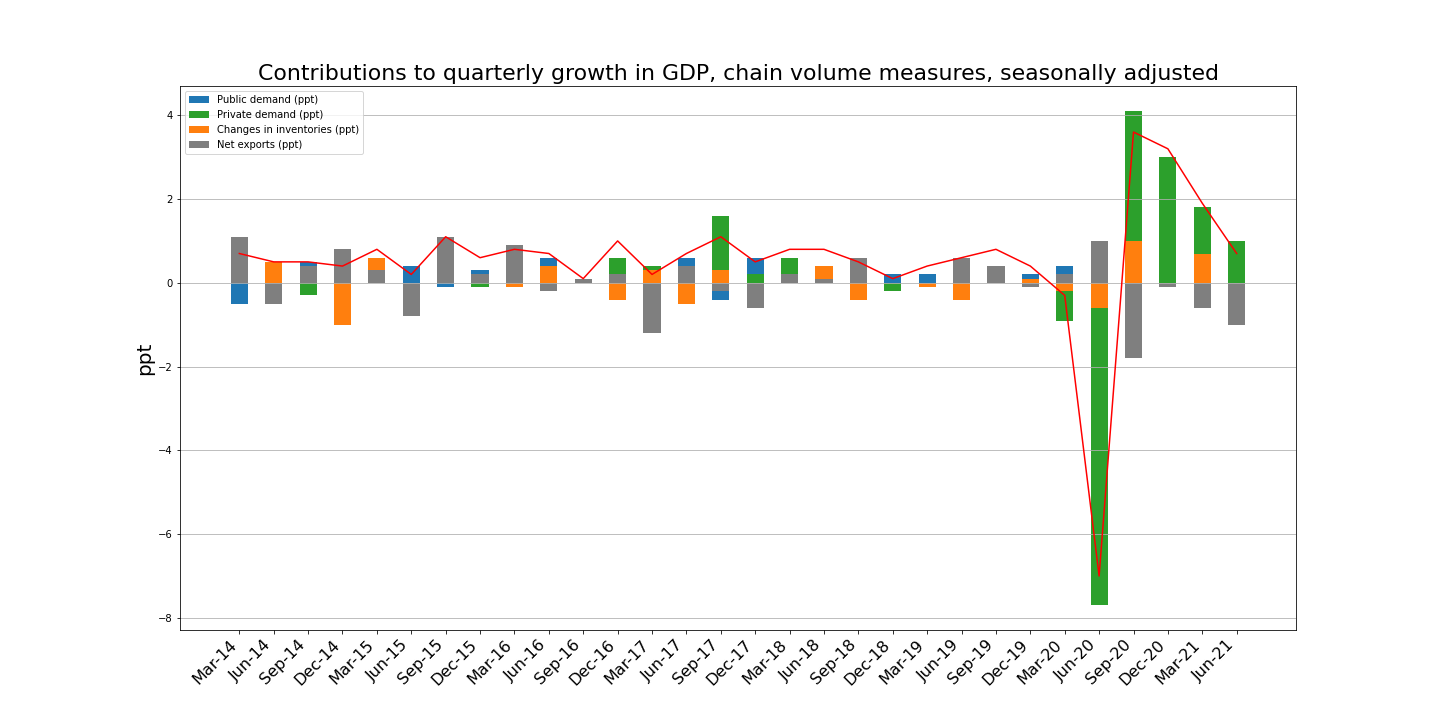 Contributions to quarterly growth in GDP, chain volume measures, seasonally adjusted
Public demand (ppt)
Private demand (ppt)
Changes in inventories (ppt)
Net exports (ppt)
ppt
4
2
0
−2
−4
−6
−8
Mar-14
Jun-14
Sep-14
Dec-14
Mar-15
Jun-15
Sep-15
Dec-15
Mar-16
Jun-16
Sep-16
Dec-16
Mar-17
Jun-17
Sep-17
Dec-17
Mar-18
Jun-18
Sep-18
Dec-18
Mar-19
Jun-19
Sep-19
Dec-19
Mar-20
Jun-20
Sep-20
Dec-20
Mar-21
Jun-21